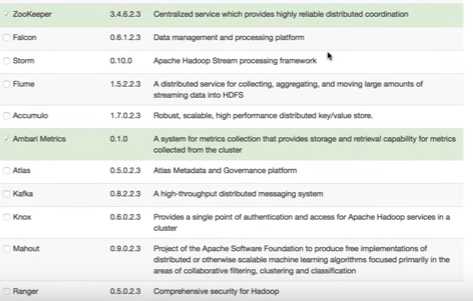 ZooKeeper 3.4.6.2.3 Centralized service which provides highly reliable distributed coordination
Falcon 0.6.1.2.3 Data management and processing platform
Storm 0.10.0 Apache Hadoop Stream processing framework
Flume 1.5.2.2.3 A distributed service for collecting, aggregating, and moving large amounts of
streaming data into HDFS
Accumulo 1.7.0.2.3 Robust, scalable, high performance distributed key/value store.
Ambari Metrics 0.1.0 A system for metrics collection that provides storage and retrieval capability for metrics
collected from the cluster
Atlas 0.5.0.2.3 Atlas Metadata and Governance platform
Kafka 0.8.2.2.3 A high-throughput distributed messaging system
Knox 0.6.0.2.3 Provides a single point of authentication and access for Apache Hadoop services in a
cluster
Mahout 0.9.0.2.3 Project of the Apache Software Foundation to produce free implementations of
distributed or otherwise scalable machine learning algorithms focused primarily in the
areas of collaborative filtering, clustering and classification
Ranger 0.5.0.2.3 Comprehensive security for Hadoop